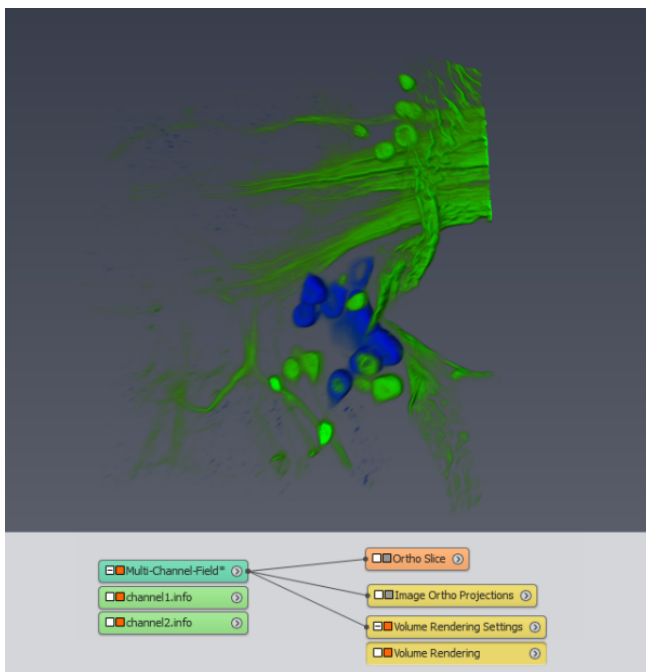 Multi-Channel-Field*
channel1.info
channel2.info
Ortho Slice
Image Ortho Projections
Volume Rendering Settings
Volume Rendering